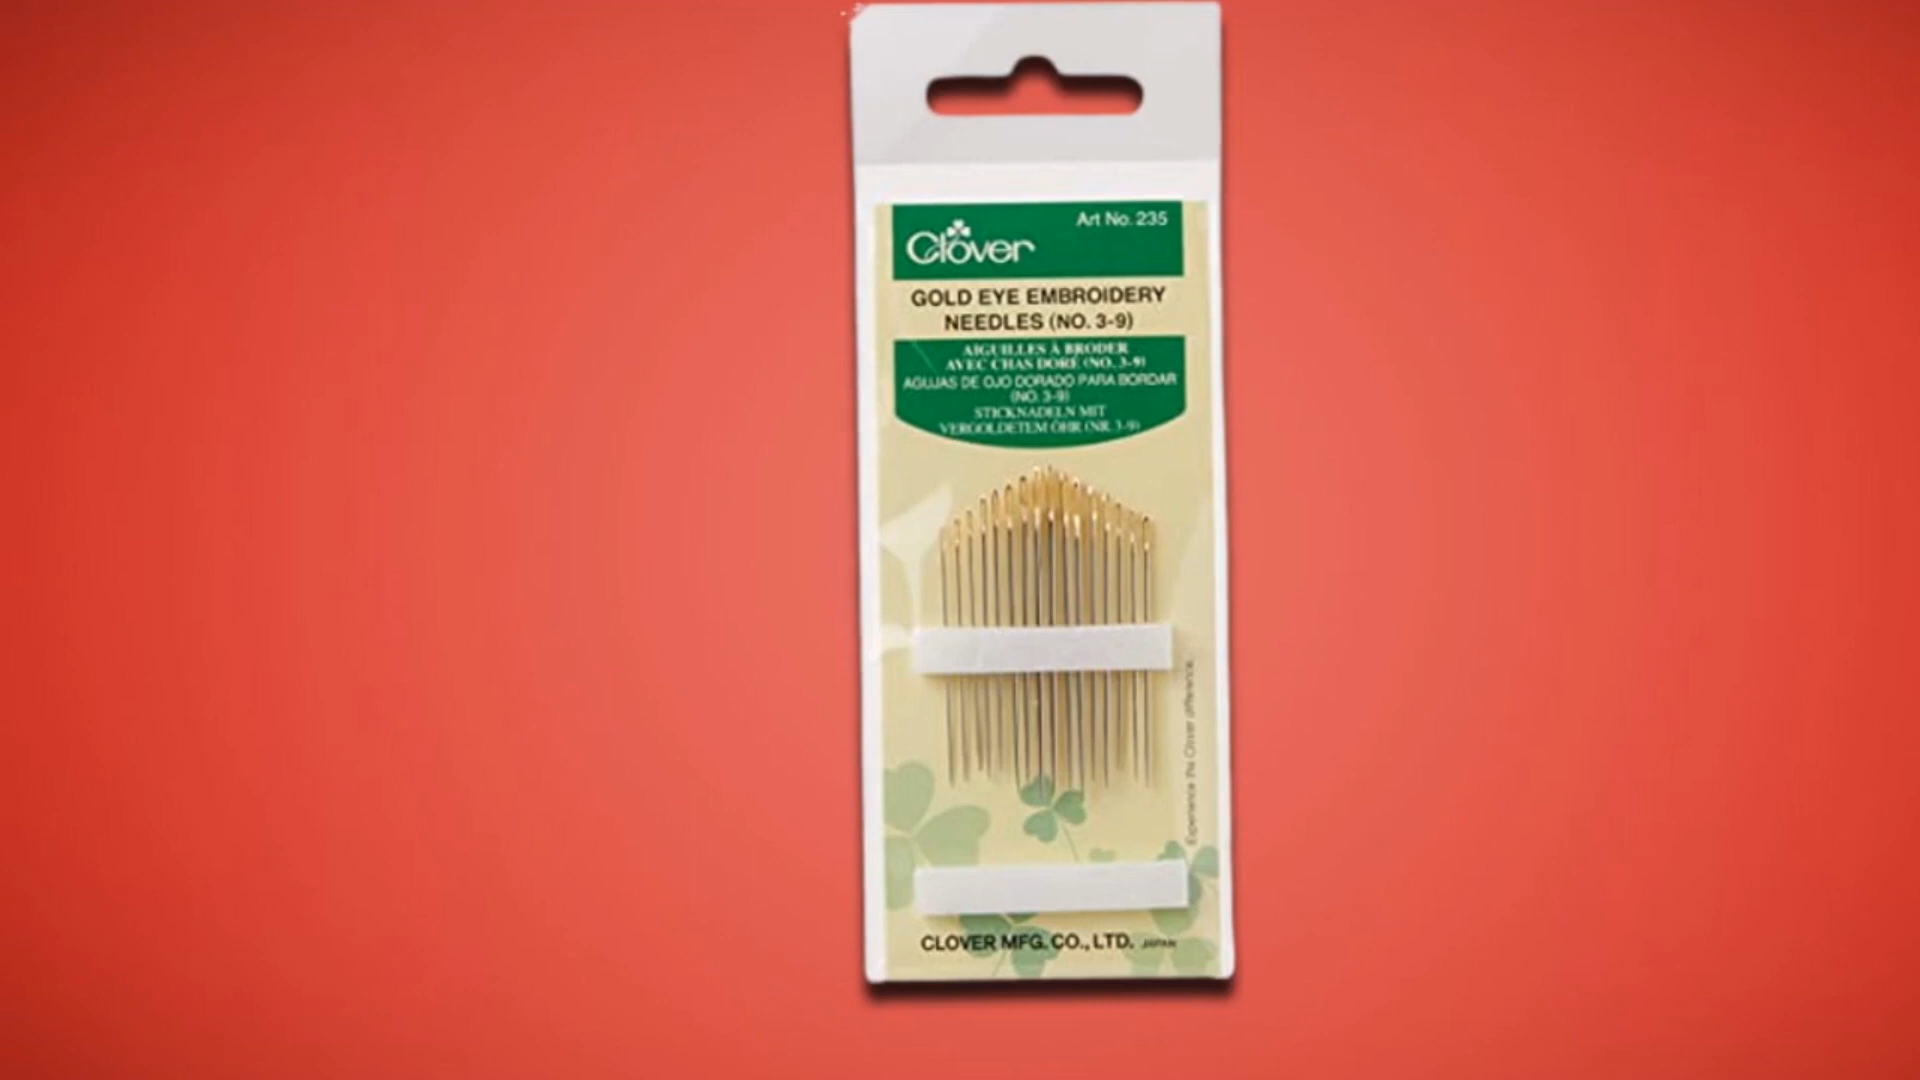 Clover
Art No. 235
GOLD EYE EMBROIDERY
NEEDLES (NO. 3-9)
AIGUILLES À BRODER
AVEC CHAS DORÉ (NO. 3-9)
AGUJAS DE OJO DORADO PARA BORDAR
(NO. 3-9)
STICKNADELN MIT
VERGOLDETEM ÖHR (NR. 3-9)
Experience the Clover difference.
CLOVER MFG. CO., LTD. JAPAN